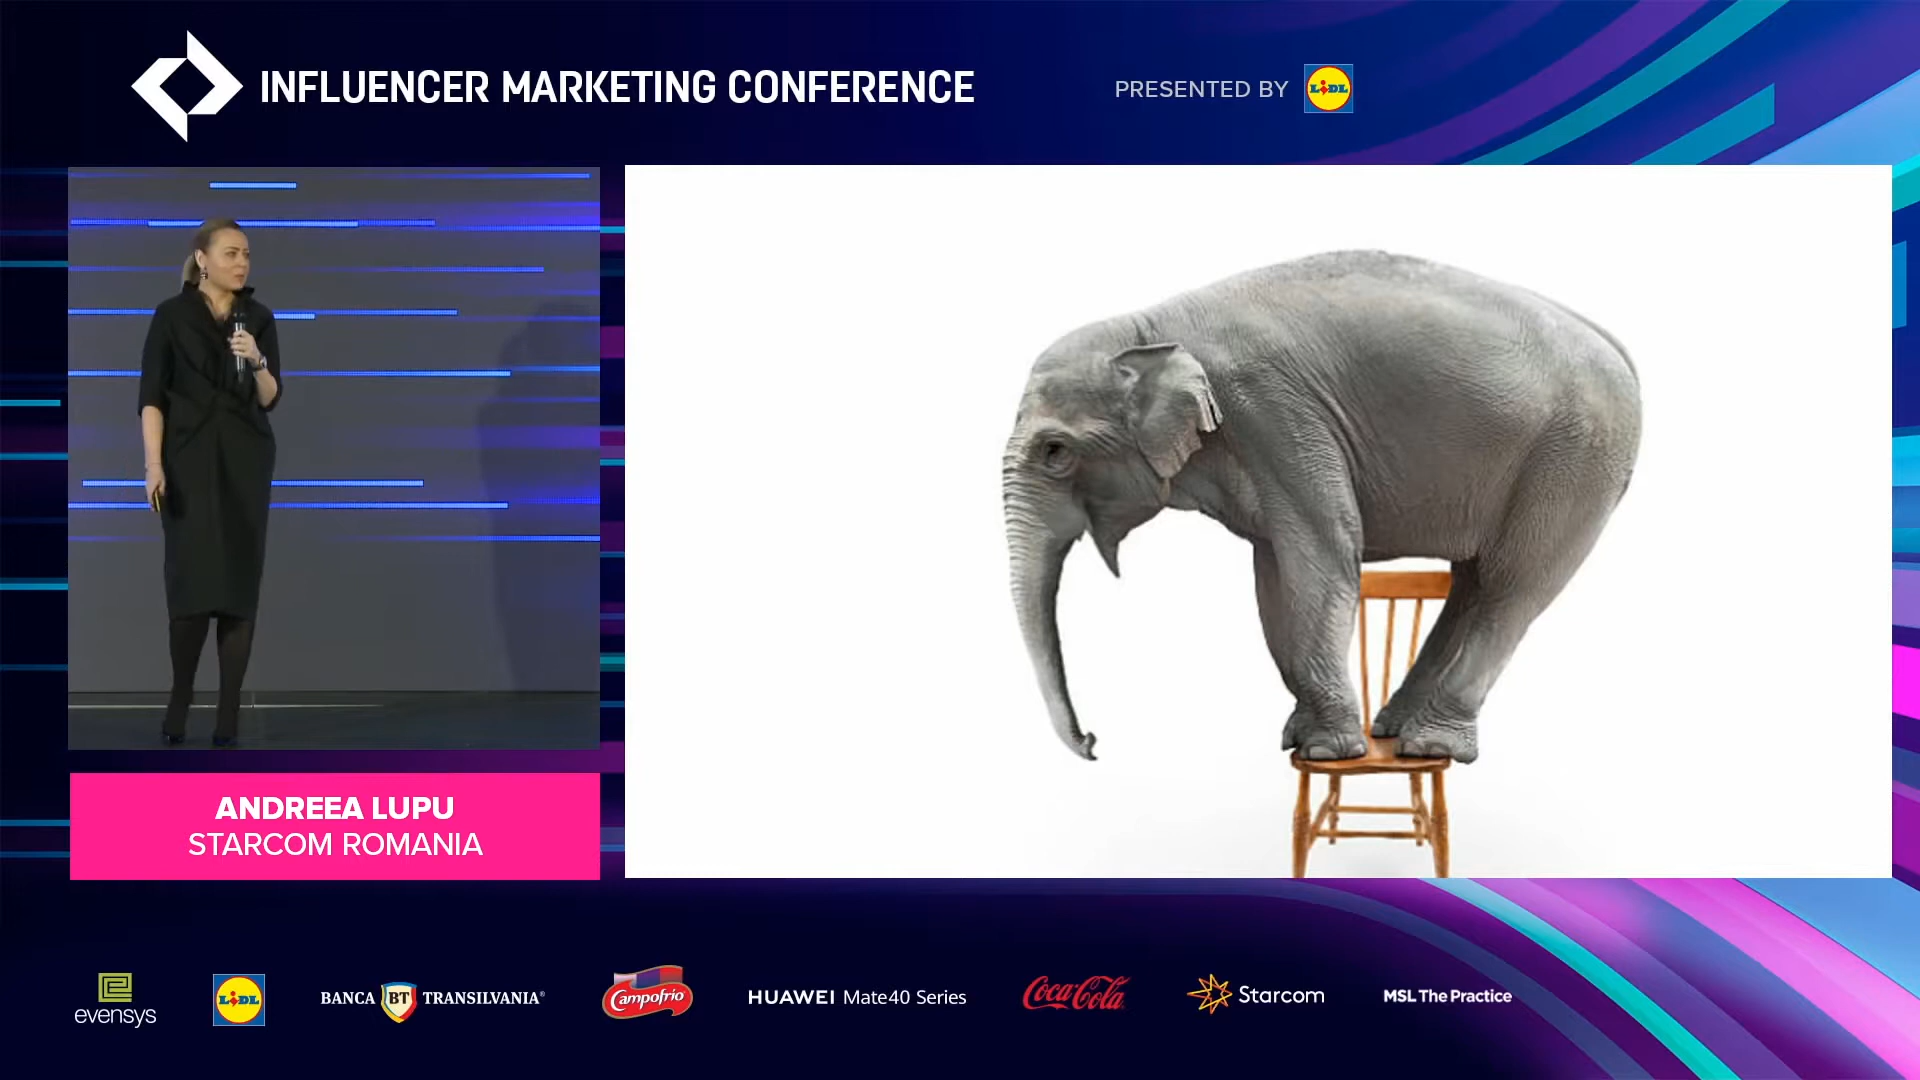 INFLUENCER MARKETING CONFERENCE
PRESENTED BY
LIDL
ANDREEA LUPU
STARCOM ROMANIA
evensys
LIDL
BANCA BT TRANSILVANIA®
Campofrío
HUAWEI Mate40 Series
Coca-Cola
Starcom
MSL The Practice